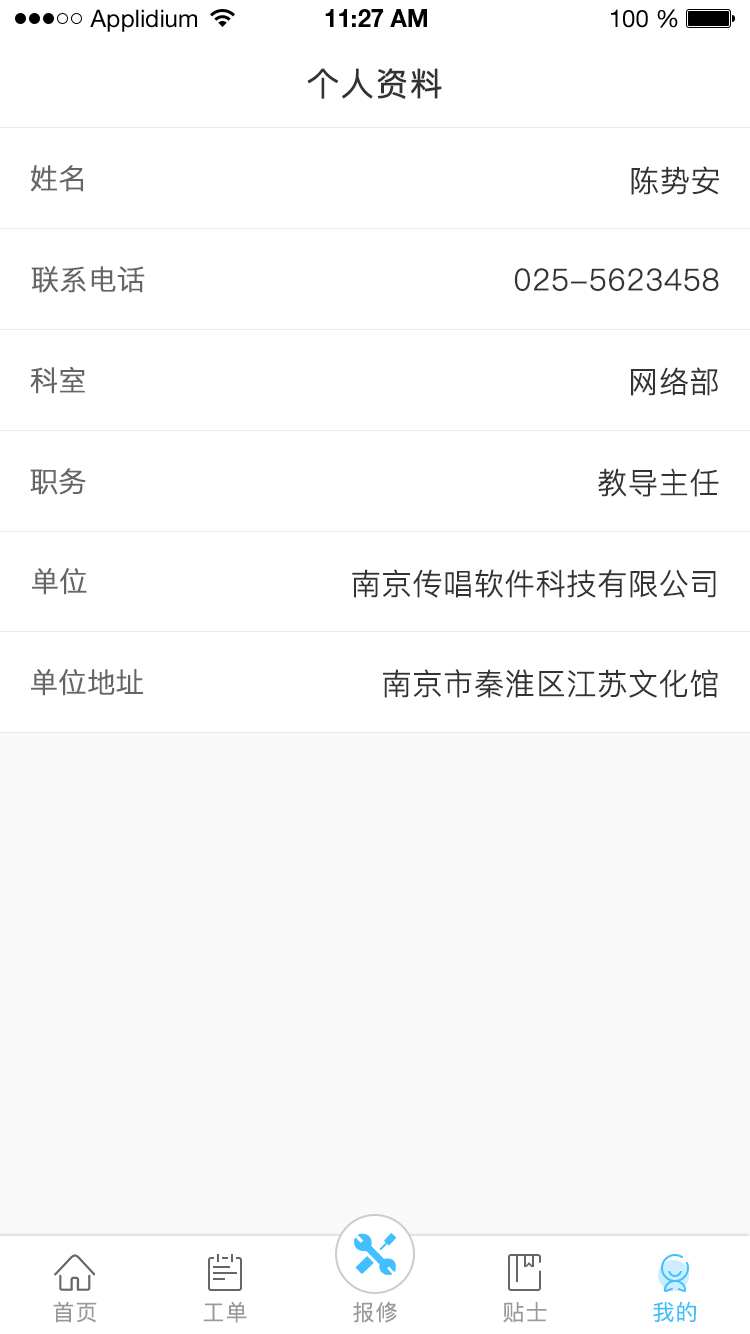 Applidium 11:27 AM 100 %
个人资料
姓名 陈势安
联系电话 025–5623458
科室 网络部
职务 教导主任
单位 南京传唱软件科技有限公司
单位地址 南京市秦淮区江苏文化馆
首页 工单 报修 贴士 我的